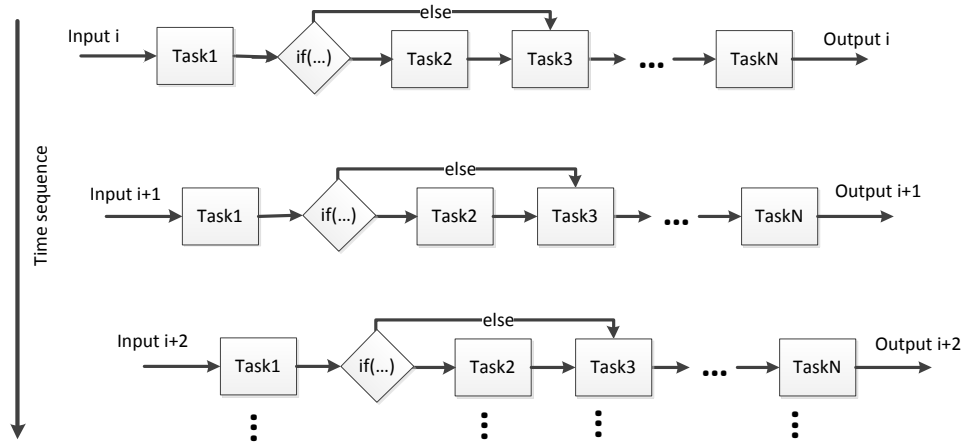 else
Input i Task1 if(...) Task2 Task3 ... TaskN Output i
Time sequence
else
Input i+1 Task1 if(...) Task2 Task3 ... TaskN Output i+1
else
Input i+2 Task1 if(...) Task2 Task3 ... TaskN Output i+2